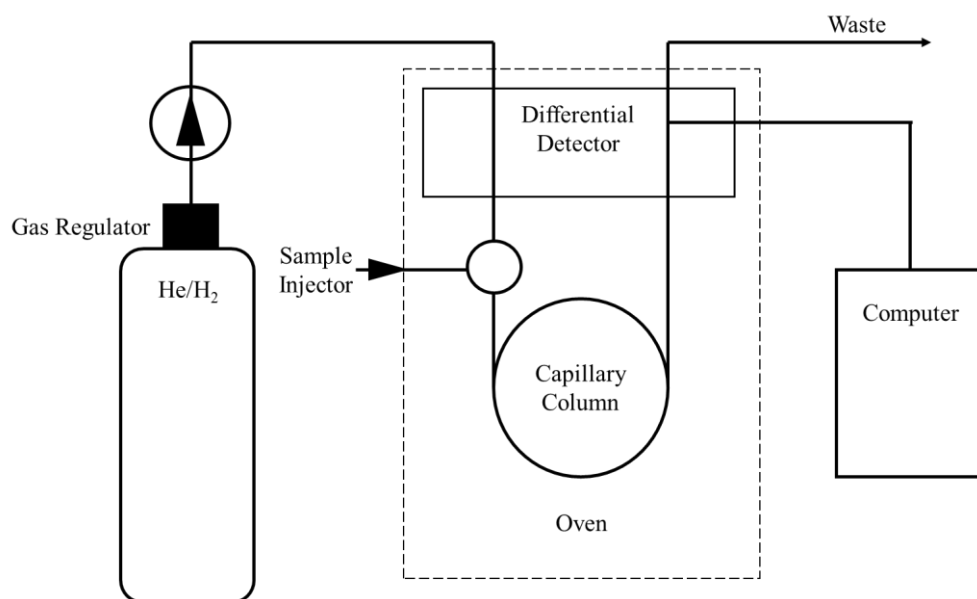 Waste
Differential
Detector
Gas Regulator
Sample
Injector
He/H₂
Computer
Capillary
Column
Oven